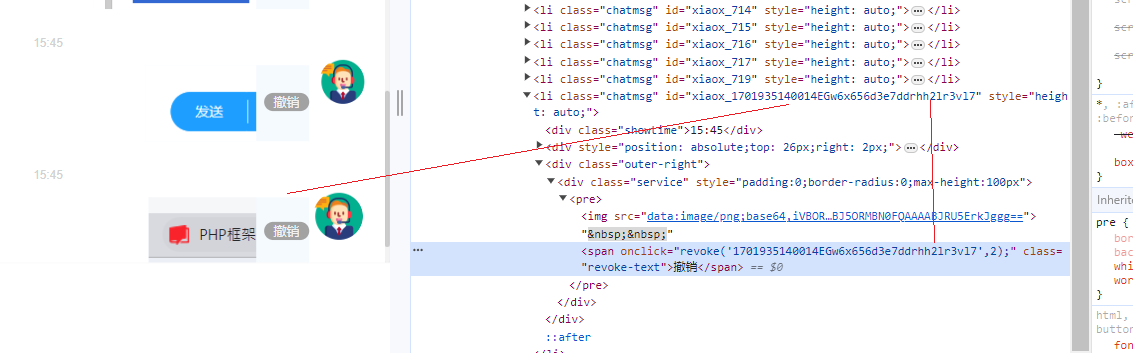 15:45
撤销
发送
15:45
撤销
PHP框架
<li class="chatmsg" id="xiaox_714" style="height: auto;">…</li>
<li class="chatmsg" id="xiaox_715" style="height: auto;">…</li>
<li class="chatmsg" id="xiaox_716" style="height: auto;">…</li>
<li class="chatmsg" id="xiaox_717" style="height: auto;">…</li>
<li class="chatmsg" id="xiaox_719" style="height: auto;">…</li>
<li class="chatmsg" id="xiaox_1701935140014EGw6x656d3e7ddrhh2lr3vl7" style="heigh
t: auto;">
<div class="showtime">15:45</div>
<div style="position: absolute;top: 26px;right: 2px;">…</div>
<div class="outer-right">
<div class="service" style="padding:0;border-radius:0;max-height:100px">
<pre>
<img src="data:image/png;base64,iVBOR…BJ5ORMBN0FQAAAABJRU5ErkJggg==">
"&nbsp;&nbsp;"
<span onclick="revoke('1701935140014EGw6x656d3e7ddrhh2lr3vl7',2);" class=
"revoke-text">撤销</span> == $0
</pre>
</div>
</div>
::after
</li>
scr
scr
}
*, :af
:befor
we
box
}
Inherite
pre {
bor
bac
whi
wor
}
html,
button
fon